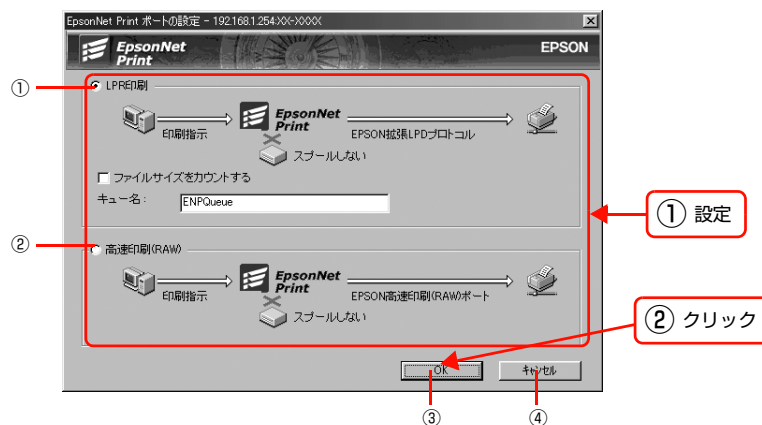 EpsonNet Print ポートの設定 - 192.168.1.254:XX-XXXX
EpsonNet
Print
EPSON
①
LPR印刷
印刷指示
EpsonNet
Print
EPSON拡張LPDプロトコル
スプールしない
ファイルサイズをカウントする
キュー名：
ENPQueue
① 設定
②
高速印刷(RAW)
印刷指示
EpsonNet
Print
EPSON高速印刷(RAW)ポート
スプールしない
② クリック
OK
キャンセル
③
④